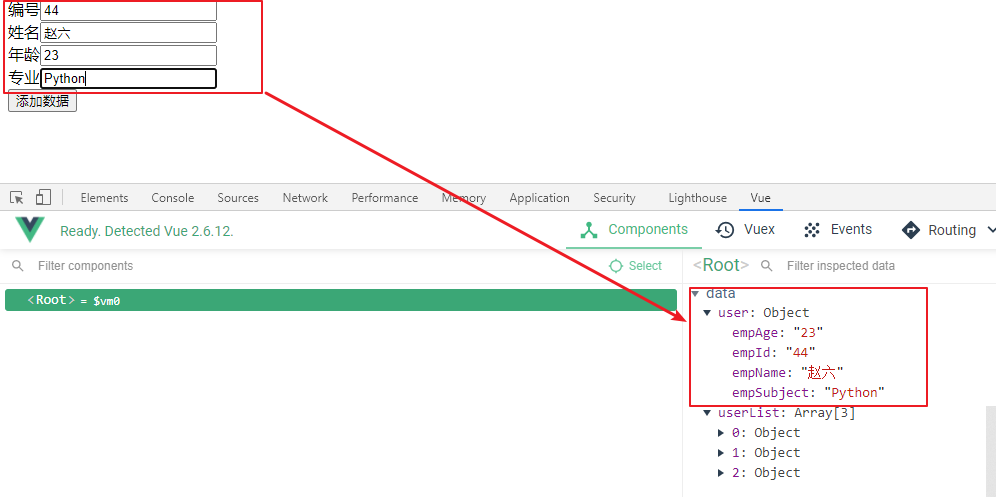 编号 44
姓名 赵六
年龄 23
专业 Python
添加数据
Elements Console Sources Network Performance Memory Application Security Lighthouse Vue
Ready. Detected Vue 2.6.12.
Components Vuex Events Routing
Filter components
Select
<Root> Filter inspected data
<Root> = $vm0
data
user: Object
empAge: "23"
empId: "44"
empName: "赵六"
empSubject: "Python"
userList: Array[3]
0: Object
1: Object
2: Object